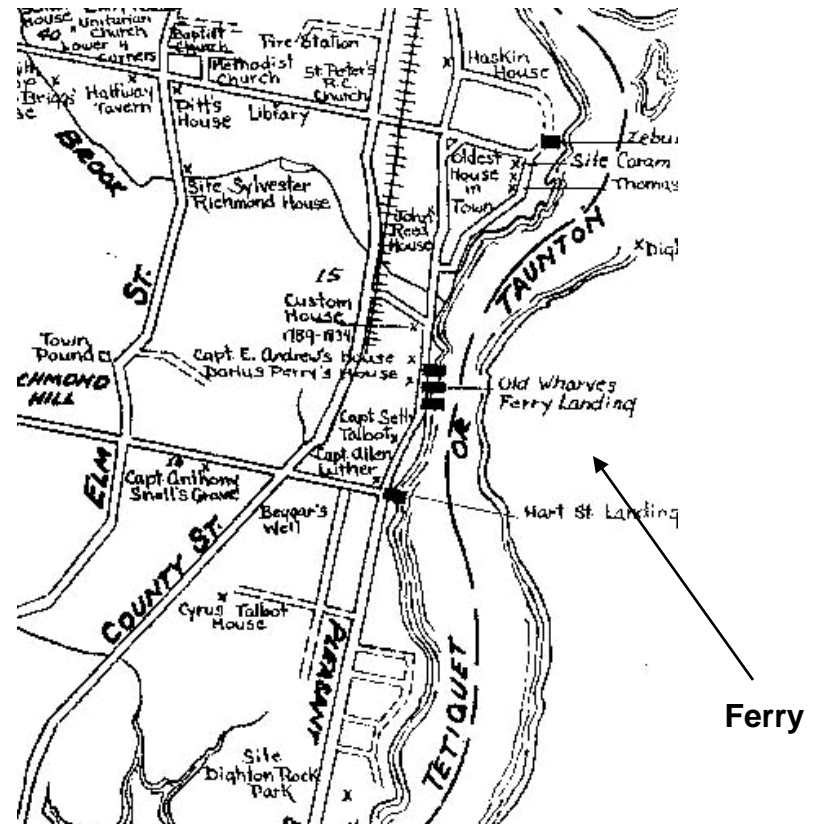 House
40
Unitarian
Church
Lower 4
Corners
Baptist
Church
Fire Station
Methodist
Church
St. Peter's
R.C.
Church
Haskin
House
Briggs'
Halfway
Tavern
Pitt's
House
Library
Zebu
BROOK
Oldest
House
in
Town
Site Coram
Thomas
Site Sylvester
Richmond House
John
Reed
House
TAUNTON
Digh
ST.
15
Custom
House
1789-1834
Town
Pound
Capt. E. Andrew's House
Darius Perry's House
CHMOND
HILL
Old Wharves
Ferry Landing
Capt Seth
Talbot
OR
Capt. Allen
Luther
ELM
Capt. Anthony
Snell's Grave
Beggar's
Well
Hart St. Landing
COUNTY ST.
Cyrus Talbot
House
PLEASANT
TETIQUET
Ferry
Site
Dighton Rock
Park